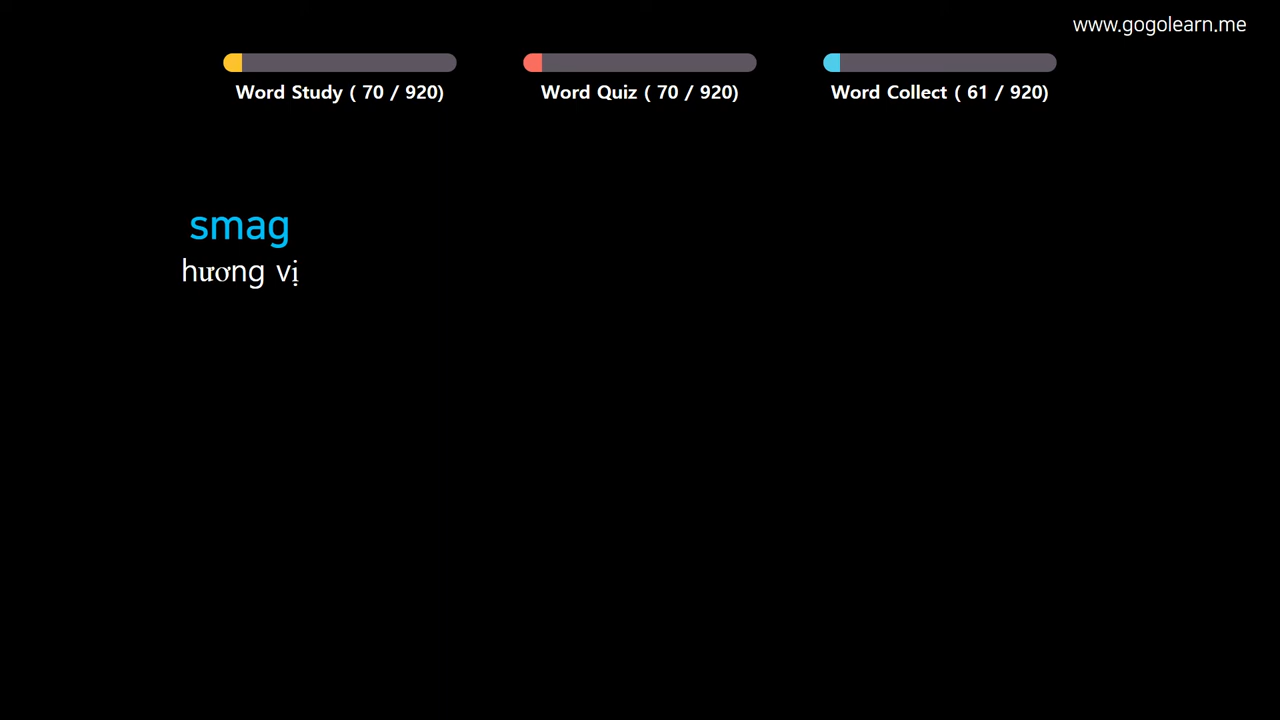 www.gogolearn.me
Word Study ( 70 / 920)
Word Quiz ( 70 / 920)
Word Collect ( 61 / 920)
smag
hương vị